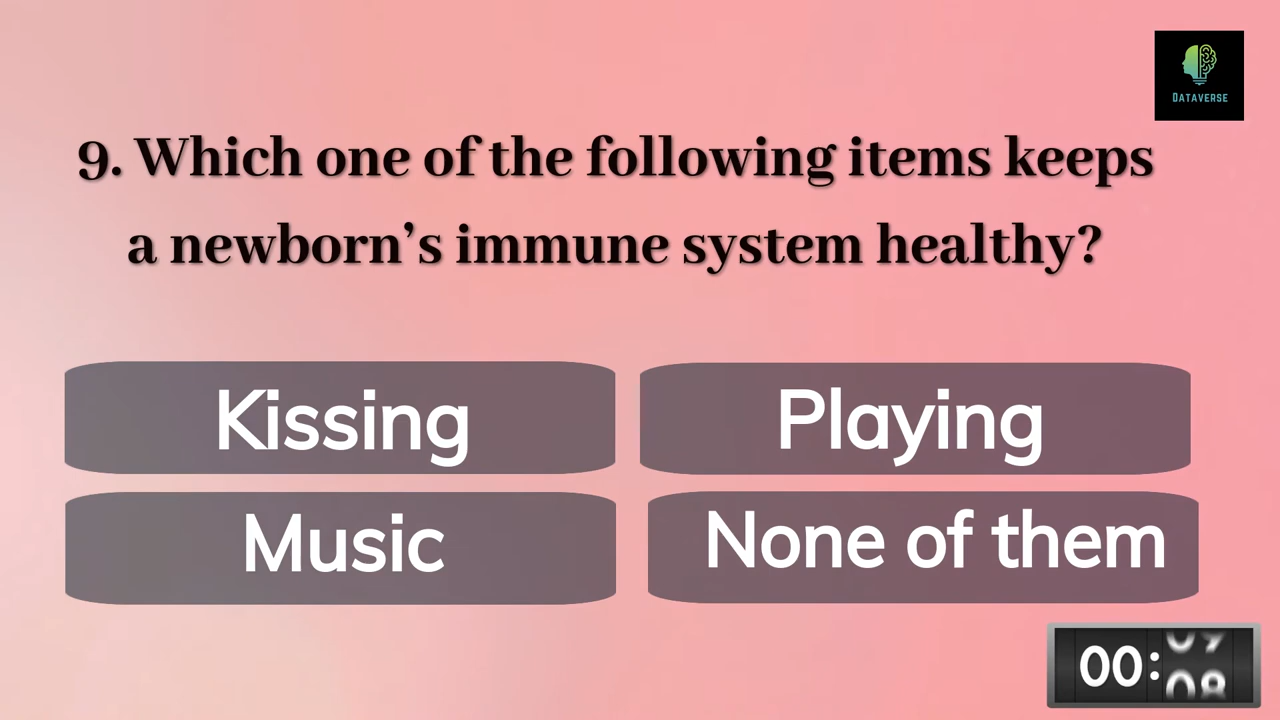 DATAVERSE
9. Which one of the following items keeps
a newborn’s immune system healthy?
Kissing
Playing
Music
None of them
00: